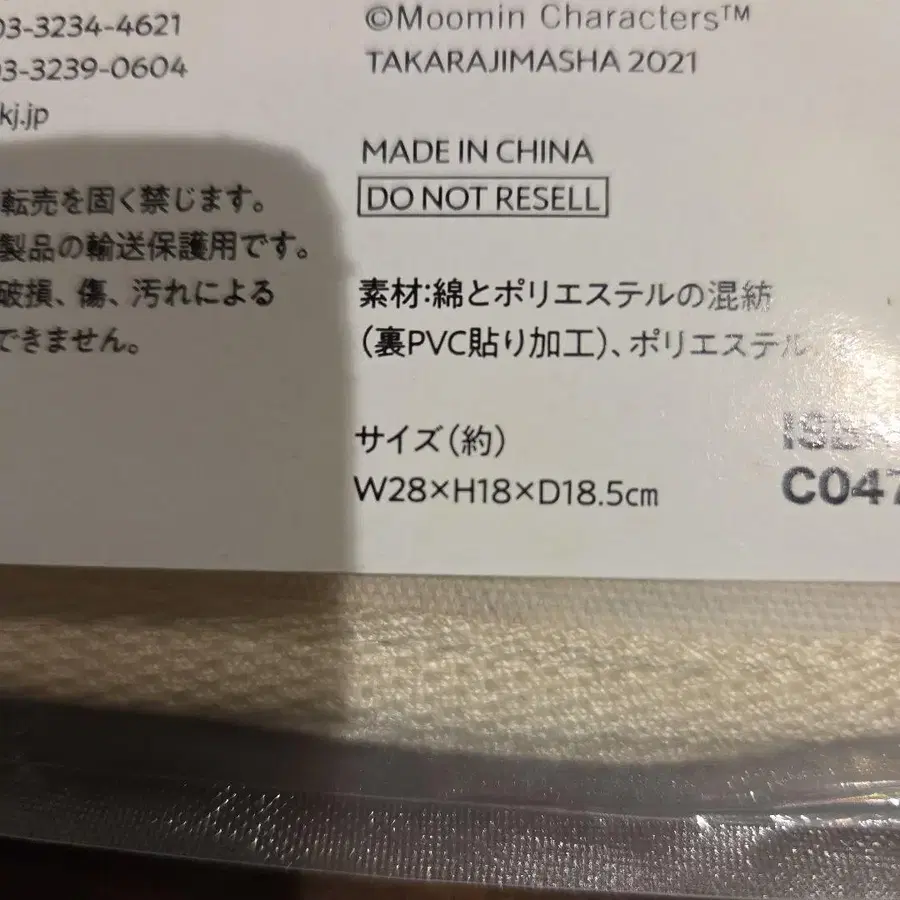 03-3234-4621
03-3239-0604
kj.jp
転売を固く禁じます。
製品の輸送保護用です。
破損、傷、汚れによる
できません。
©Moomin Characters™
TAKARAJIMASHA 2021
MADE IN CHINA
DO NOT RESELL
素材:綿とポリエステルの混紡
(裏PVC貼り加工)、ポリエステル
サイズ(約)
W28×H18×D18.5cm
ISBN
C047